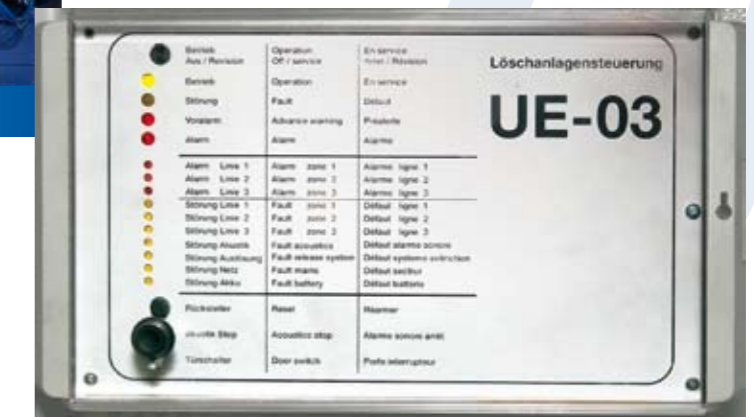 Betrieb Operation En service
Aus / Revision Off / service / Révision
Löschanlagensteuerung
UE-03
Betrieb Operation En service
Störung Fault Défaut
Voralarm Advance warning Préalerte
Alarm Alarm Alarme
Alarm Linie 1 Alarm zone 1 Alarme ligne 1
Alarm Linie 2 Alarm zone 2 Alarme ligne 2
Alarm Linie 3 Alarm zone 3 Alarme ligne 3
Störung Linie 1 Fault zone 1 Défaut ligne 1
Störung Linie 2 Fault zone 2 Défaut ligne 2
Störung Linie 3 Fault zone 3 Défaut ligne 3
Störung Akustik Fault acoustics Défaut alarme sonore
Störung Auslösung Fault release system Défaut systeme extinction
Störung Netz Fault mains Défaut secteur
Störung Akku Fault battery Défaut batterie
Rücksteller Reset Réarmer
Akustik Stop Acoustics stop Alarme sonore arrêt
Türschalter Door switch Porte interrupteur